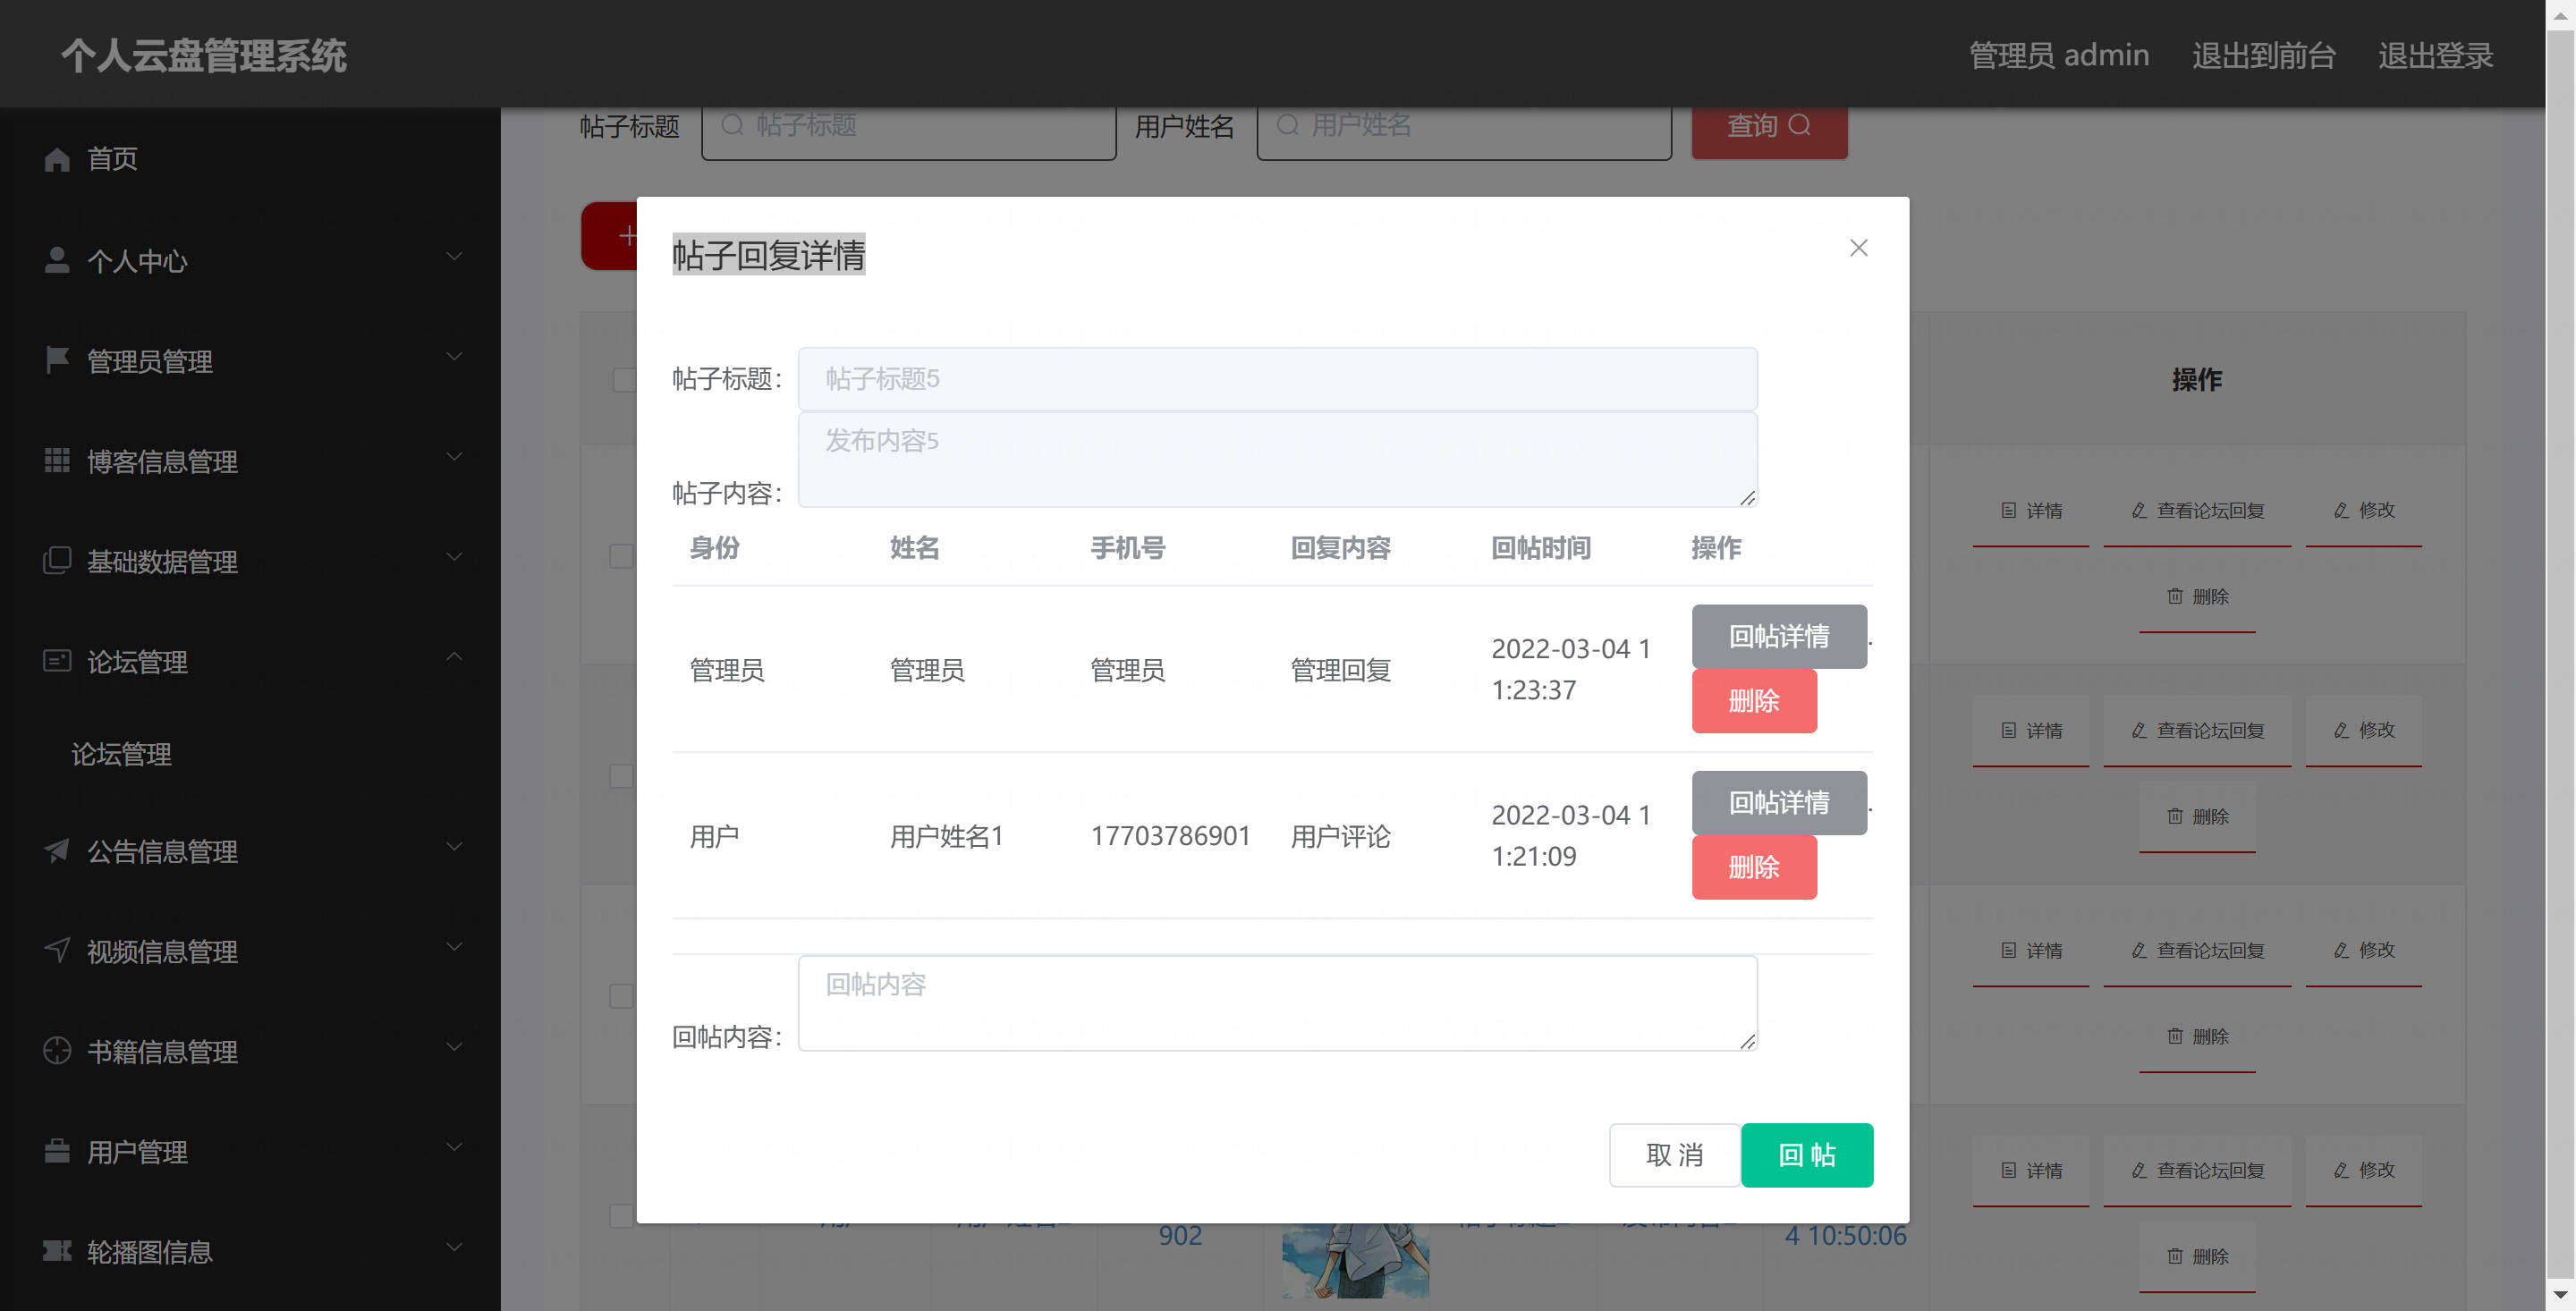 个人云盘管理系统
管理员 admin 退出到前台 退出登录
首页
个人中心
管理员管理
博客信息管理
基础数据管理
论坛管理
论坛管理
公告信息管理
视频信息管理
书籍信息管理
用户管理
轮播图信息
帖子标题 帖子标题 用户姓名 用户姓名 查询
帖子回复详情
帖子标题: 帖子标题5
发布内容5
帖子内容:
身份 姓名 手机号 回复内容 回帖时间 操作
管理员 管理员 管理员 管理回复 2022-03-04 1
1:23:37
回帖详情
删除
用户 用户姓名1 17703786901 用户评论 2022-03-04 1
1:21:09
回帖详情
删除
回帖内容
回帖内容:
取 消 回 帖
操作
详情 查看论坛回复 修改
删除
详情 查看论坛回复 修改
删除
详情 查看论坛回复 修改
删除
详情 查看论坛回复 修改
删除
902 4 10:50:06